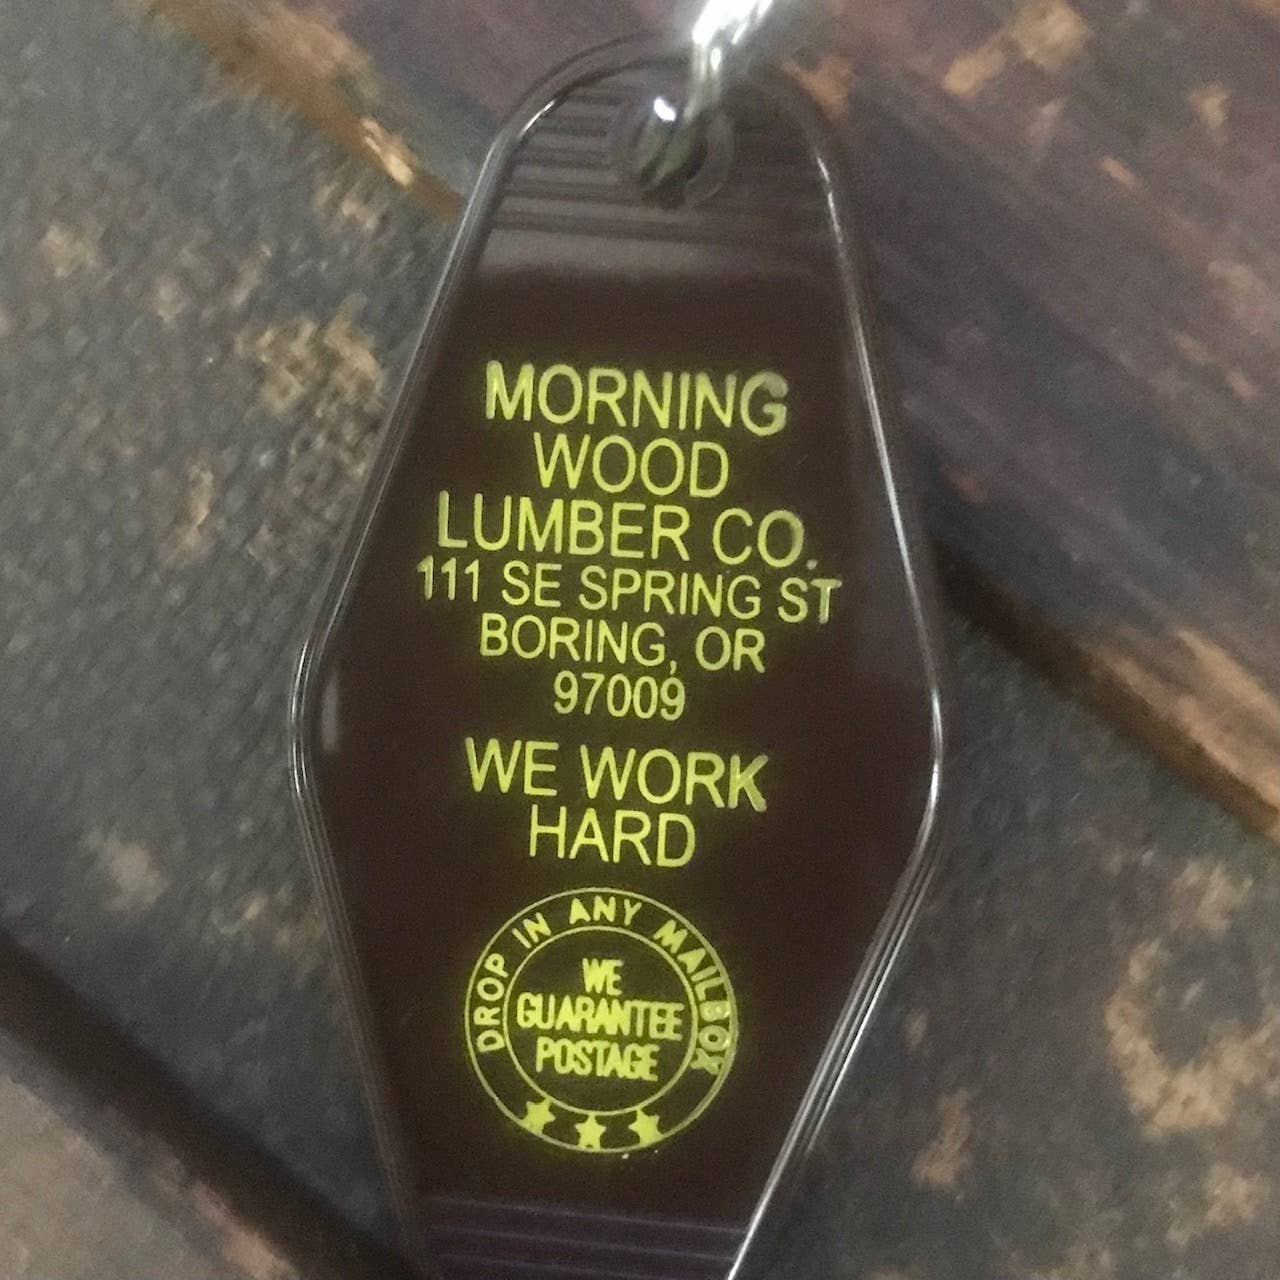 MORNING
WOOD
LUMBER CO.
111 SE SPRING ST
BORING, OR
97009
WE WORK
HARD
DROP IN ANY MAILBOX
WE
GUARANTEE
POSTAGE